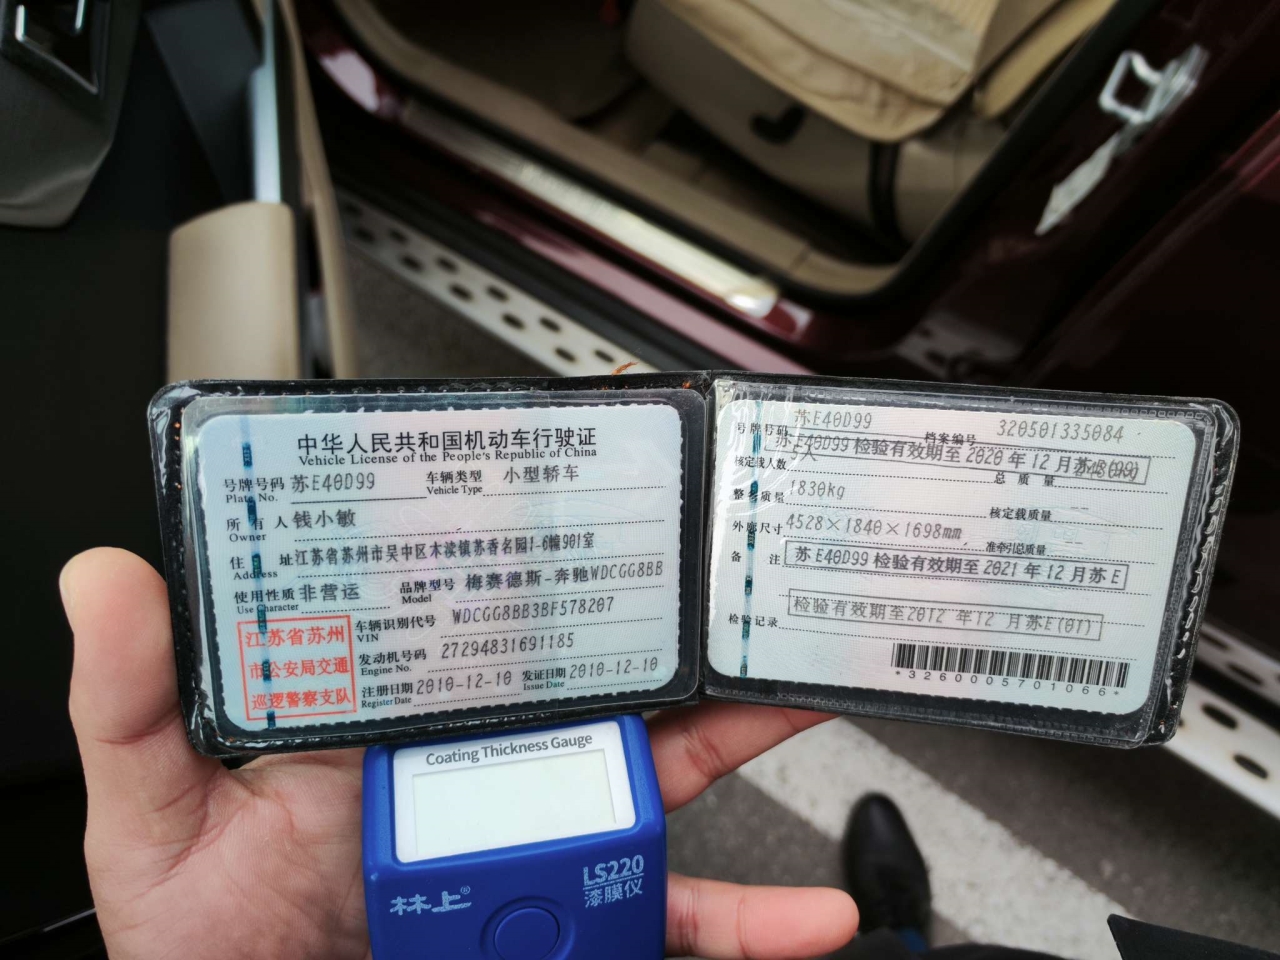 中华人民共和国机动车行驶证
Vehicle License of the People's Republic of China
号牌号码 苏E40D99 车辆类型 小型轿车
Plate No. Vehicle Type
所有人 钱小敏
Owner
住址 江苏省苏州市吴中区木渎镇苏香名园1-6幢901室
Address
使用性质 非营运 品牌型号 梅赛德斯-奔驰WDCGG8BB
Use Character Model
江苏省苏州
市公安局交通
巡逻警察支队
车辆识别代号 WDCGG8BB3BF578207
VIN
发动机号码 27294831691185
Engine No.
注册日期 2010-12-10 发证日期 2010-12-10
Register Date Issue Date
号牌号码 苏E40D99 档案编号 320501335084
苏E40D99 检验有效期至2020年12月苏
核定载人数 5人 总质量
整备质量 1830kg 核定载质量 --
外廓尺寸 4528×1840×1698mm 准牵引总质量 --
备注 苏E40D99 检验有效期至2021年12月苏E
检验有效期至2012年12月苏E(01)
检验记录
*3260005701066*
Coating Thickness Gauge
林上®
LS220
漆膜仪